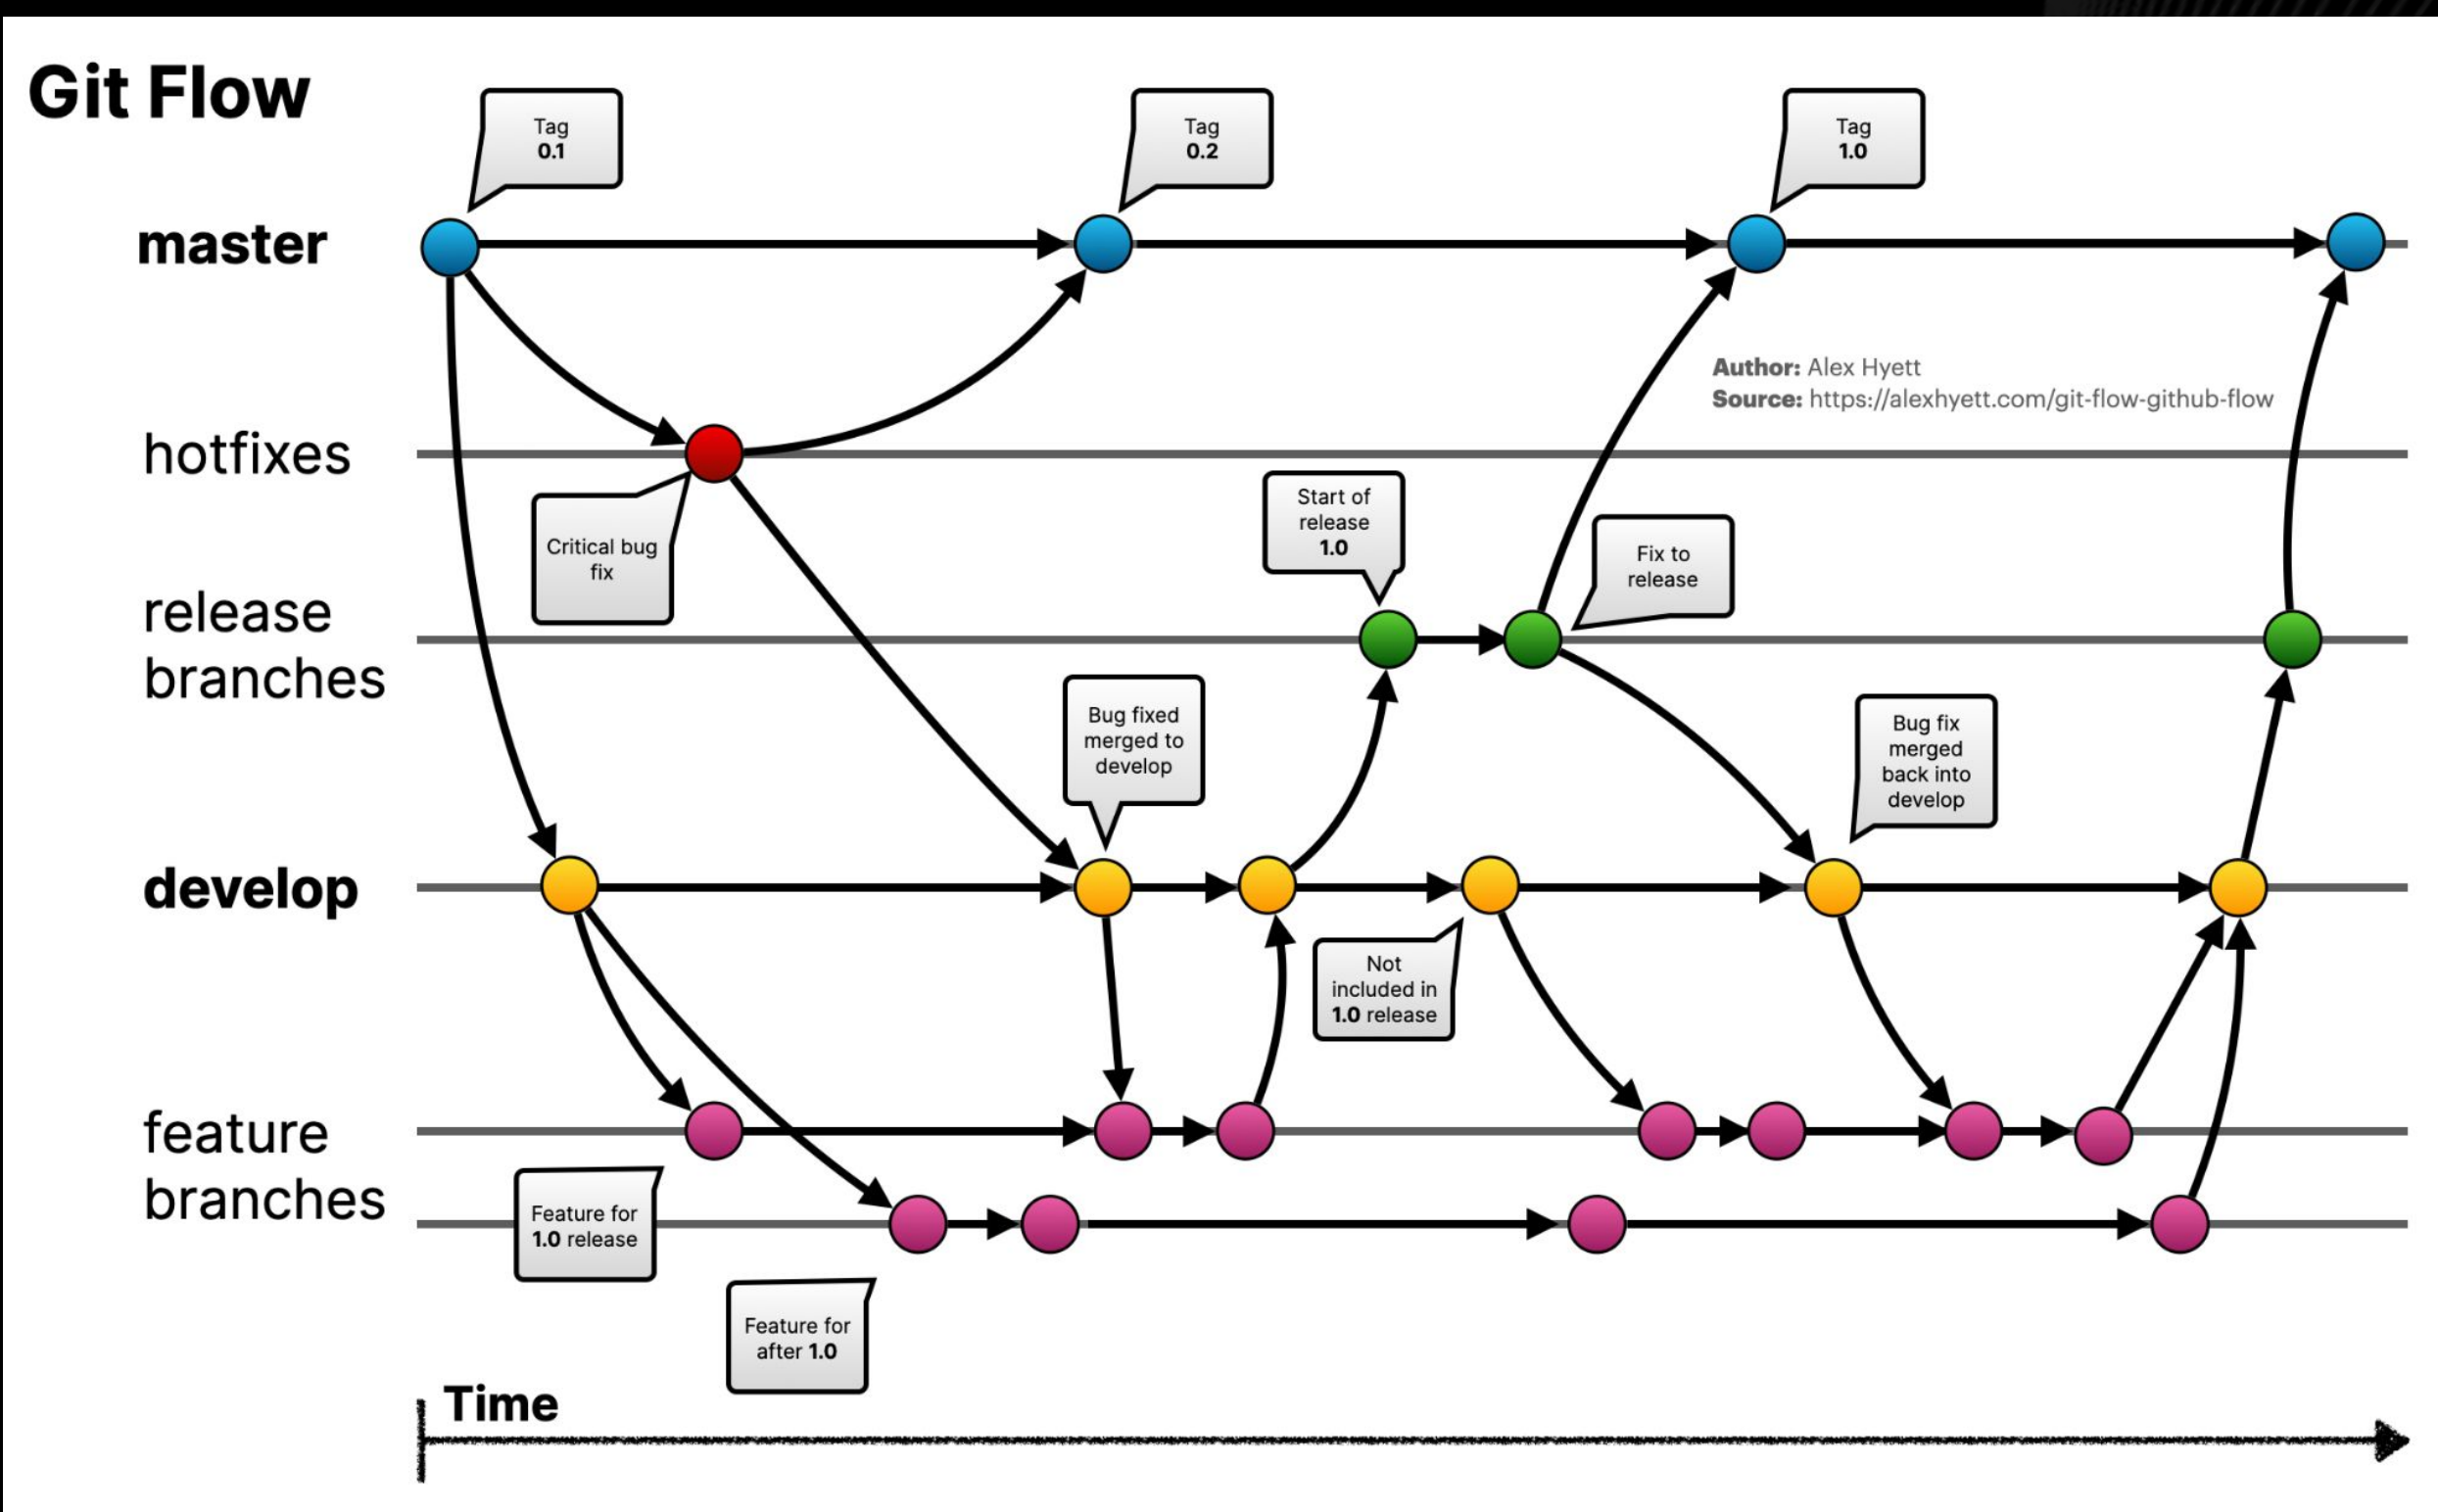 Git Flow
Tag
0.1
Tag
0.2
Tag
1.0
master
Author: Alex Hyett
Source: https://alexhyett.com/git-flow-github-flow
hotfixes
Critical bug
fix
Start of
release
1.0
Fix to
release
release
branches
Bug fixed
merged to
develop
Bug fix
merged
back into
develop
develop
Not
included in
1.0 release
feature
branches
Feature for
1.0 release
Feature for
after 1.0
Time